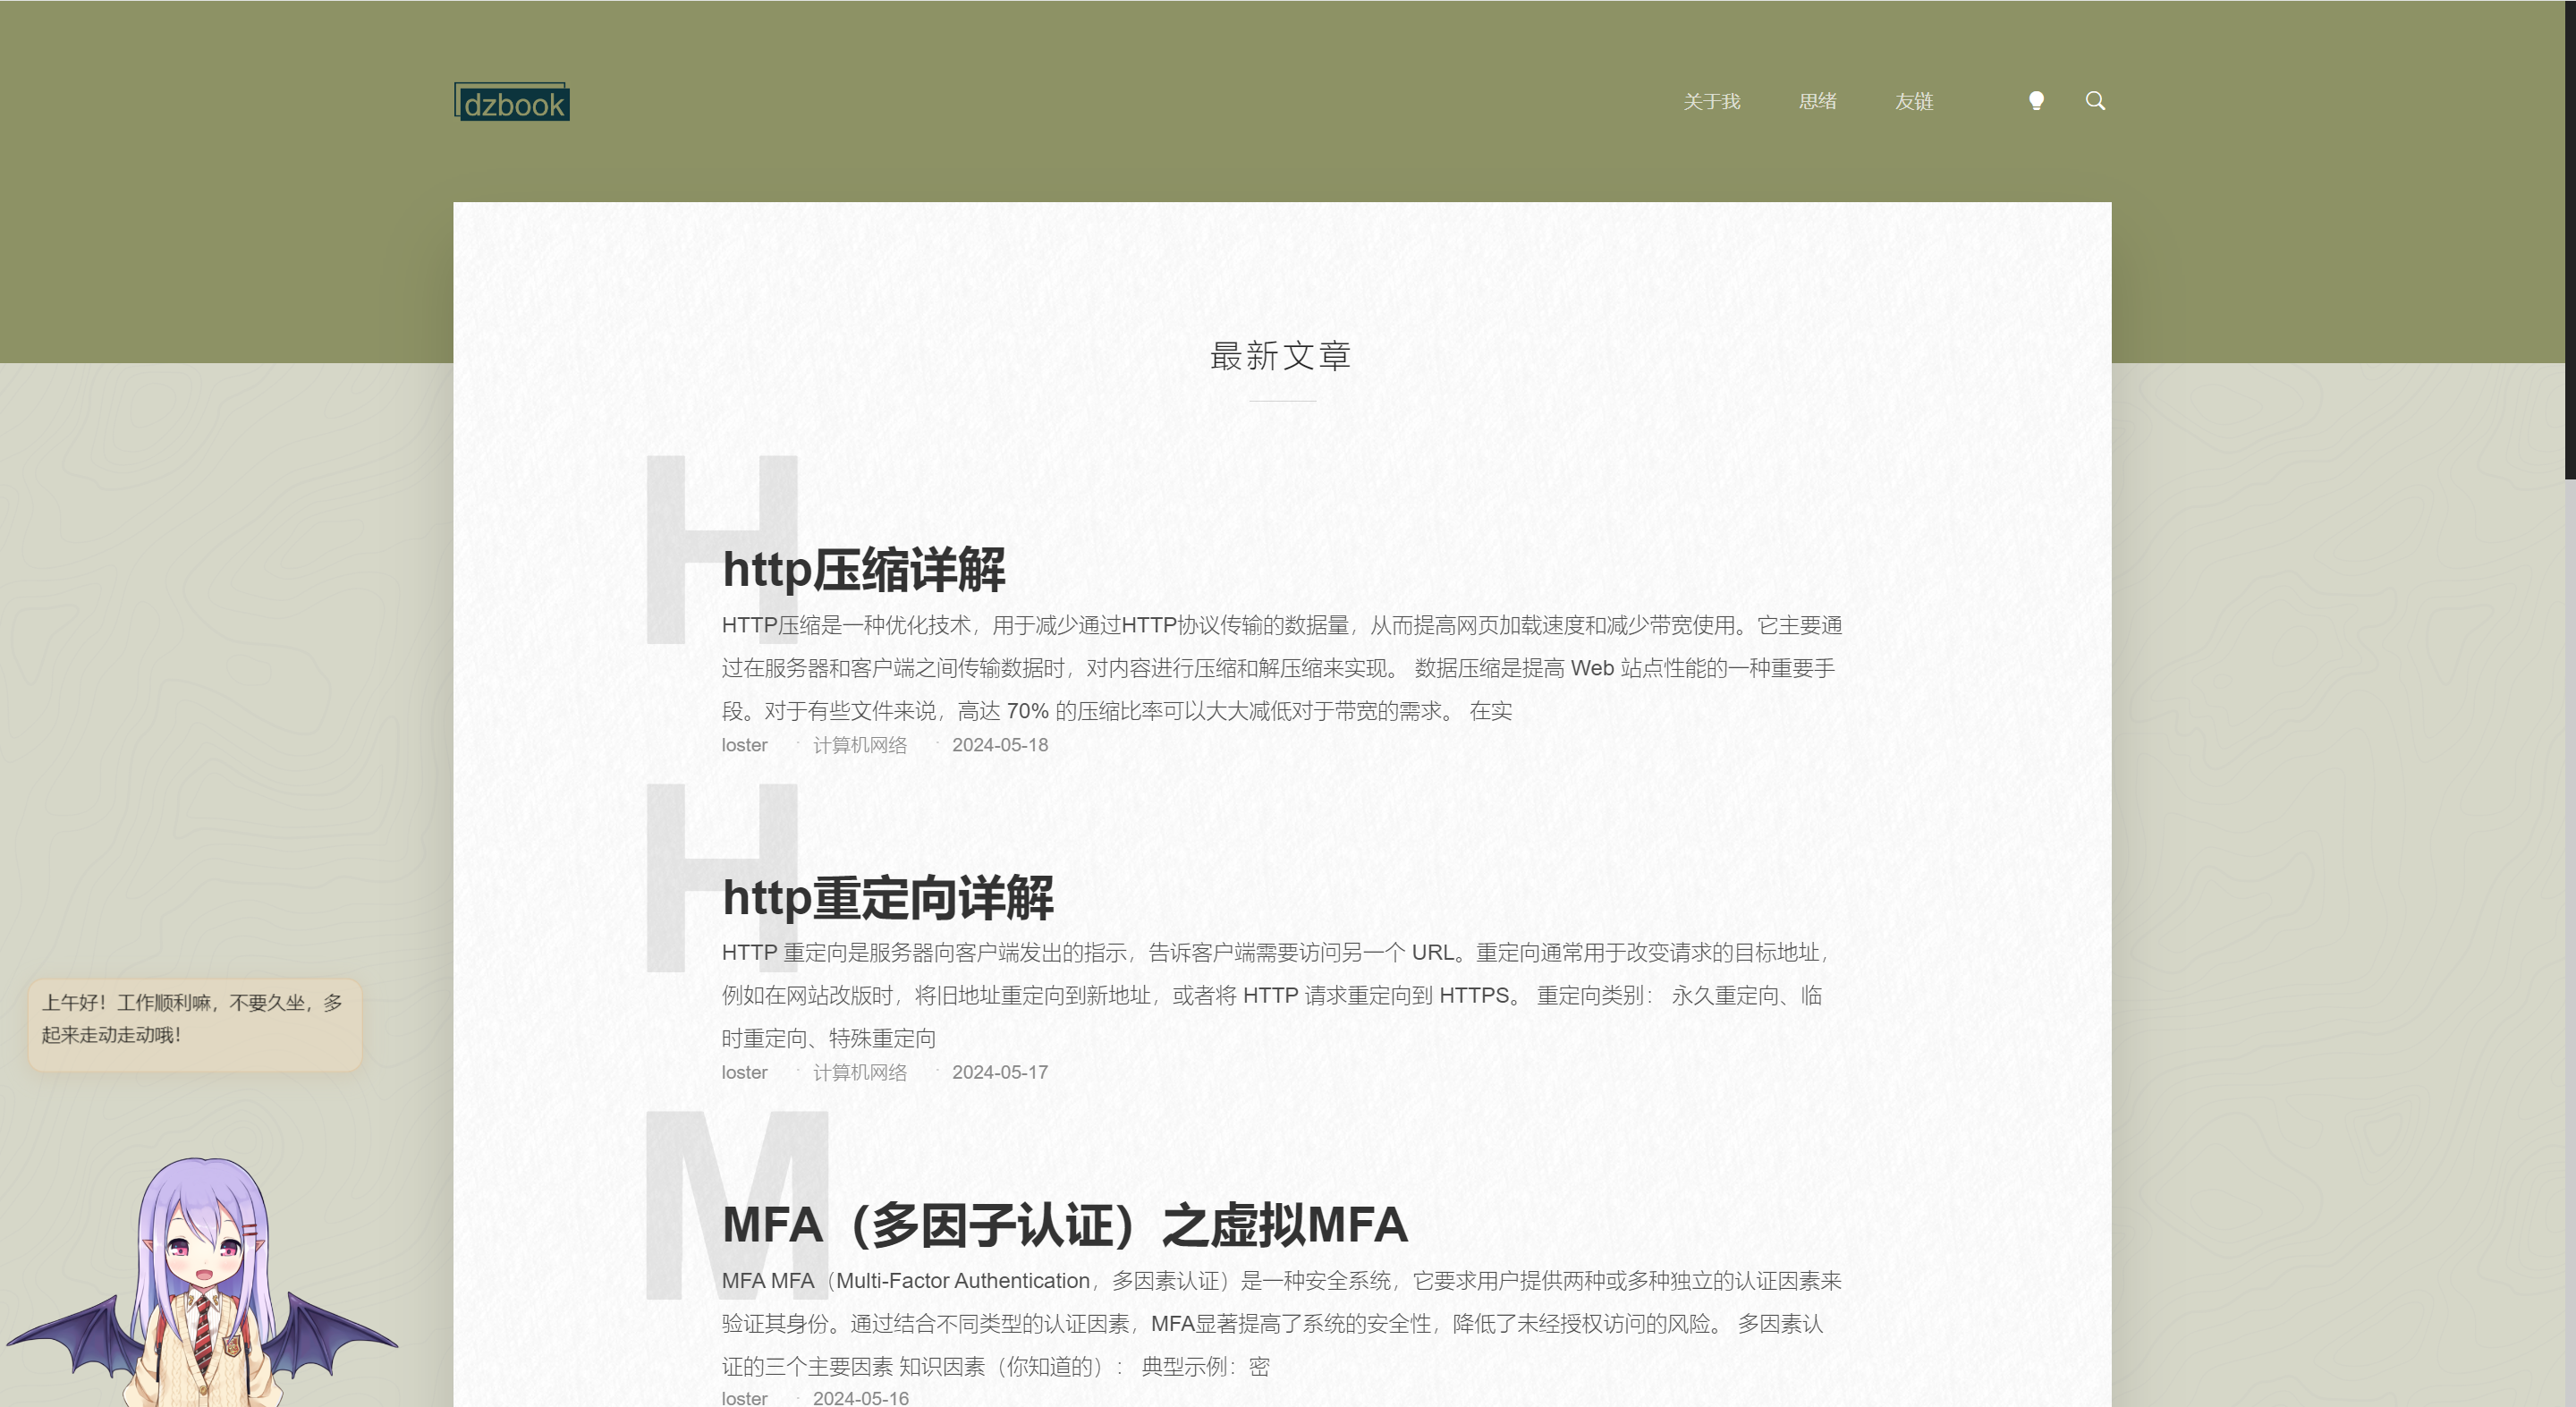 dzbook
关于我 思绪 友链
最新文章
H
http压缩详解
HTTP压缩是一种优化技术，用于减少通过HTTP协议传输的数据量，从而提高网页加载速度和减少带宽使用。它主要通
过在服务器和客户端之间传输数据时，对内容进行压缩和解压缩来实现。 数据压缩是提高 Web 站点性能的一种重要手
段。对于有些文件来说，高达 70% 的压缩比率可以大大减低对于带宽的需求。 在实
loster · 计算机网络 · 2024-05-18
H
http重定向详解
HTTP 重定向是服务器向客户端发出的指示，告诉客户端需要访问另一个 URL。重定向通常用于改变请求的目标地址，
例如在网站改版时，将旧地址重定向到新地址，或者将 HTTP 请求重定向到 HTTPS。 重定向类别： 永久重定向、临
时重定向、特殊重定向
loster · 计算机网络 · 2024-05-17
M
MFA（多因子认证）之虚拟MFA
MFA MFA（Multi-Factor Authentication，多因素认证）是一种安全系统，它要求用户提供两种或多种独立的认证因素来
验证其身份。通过结合不同类型的认证因素，MFA显著提高了系统的安全性，降低了未经授权访问的风险。 多因素认
证的三个主要因素 知识因素（你知道的）： 典型示例：密
loster · 2024-05-16
上午好！工作顺利嘛，不要久坐，多
起来走动走动哦！